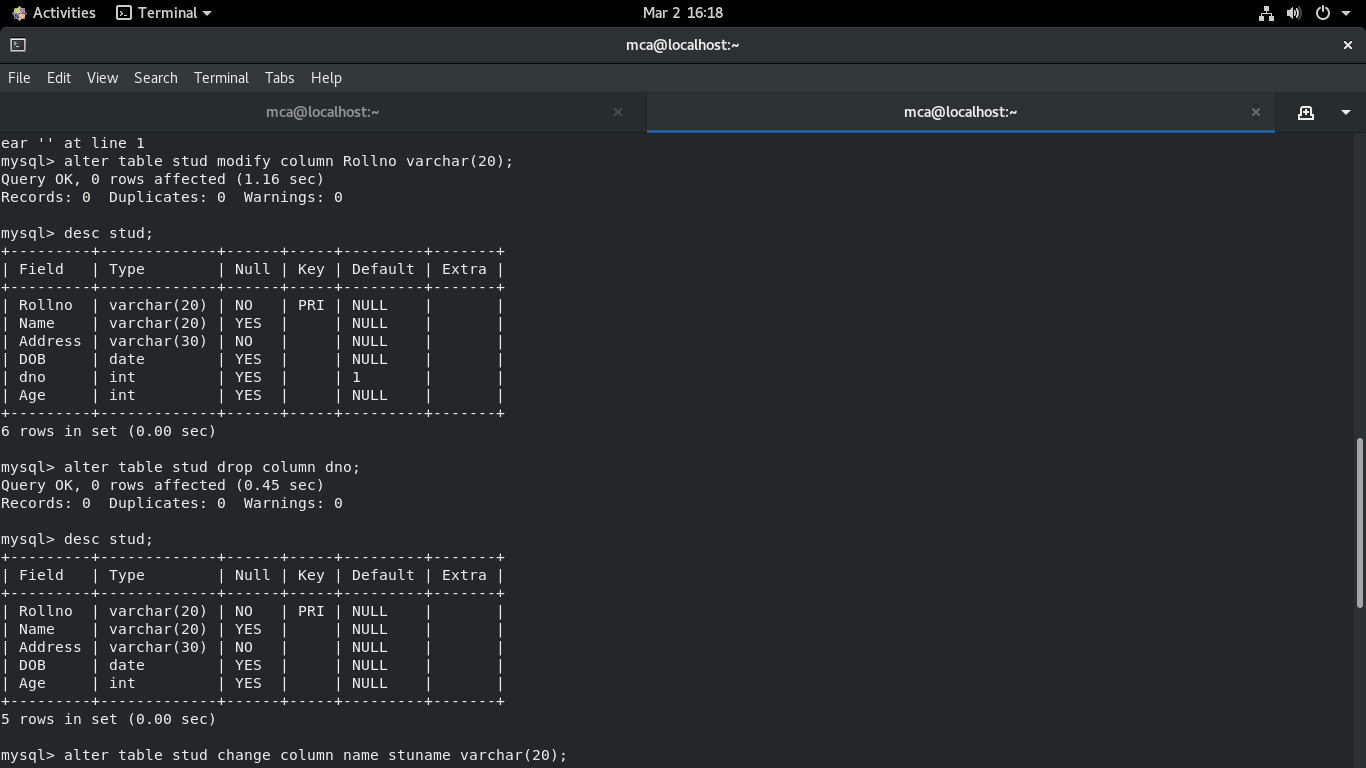 Activities Terminal Mar 2 16:18
mca@localhost:~
File Edit View Search Terminal Tabs Help
mca@localhost:~ mca@localhost:~
ear '' at line 1
mysql> alter table stud modify column Rollno varchar(20);
Query OK, 0 rows affected (1.16 sec)
Records: 0  Duplicates: 0  Warnings: 0
mysql> desc stud;
+---------+-------------+------+-----+---------+-------+
| Field   | Type        | Null | Key | Default | Extra |
+---------+-------------+------+-----+---------+-------+
| Rollno  | varchar(20) | NO   | PRI | NULL    |       |
| Name    | varchar(20) | YES  |     | NULL    |       |
| Address | varchar(30) | NO   |     | NULL    |       |
| DOB     | date        | YES  |     | NULL    |       |
| dno     | int         | YES  |     | 1       |       |
| Age     | int         | YES  |     | NULL    |       |
+---------+-------------+------+-----+---------+-------+
6 rows in set (0.00 sec)
mysql> alter table stud drop column dno;
Query OK, 0 rows affected (0.45 sec)
Records: 0  Duplicates: 0  Warnings: 0
mysql> desc stud;
+---------+-------------+------+-----+---------+-------+
| Field   | Type        | Null | Key | Default | Extra |
+---------+-------------+------+-----+---------+-------+
| Rollno  | varchar(20) | NO   | PRI | NULL    |       |
| Name    | varchar(20) | YES  |     | NULL    |       |
| Address | varchar(30) | NO   |     | NULL    |       |
| DOB     | date        | YES  |     | NULL    |       |
| Age     | int         | YES  |     | NULL    |       |
+---------+-------------+------+-----+---------+-------+
5 rows in set (0.00 sec)
mysql> alter table stud change column name stuname varchar(20);